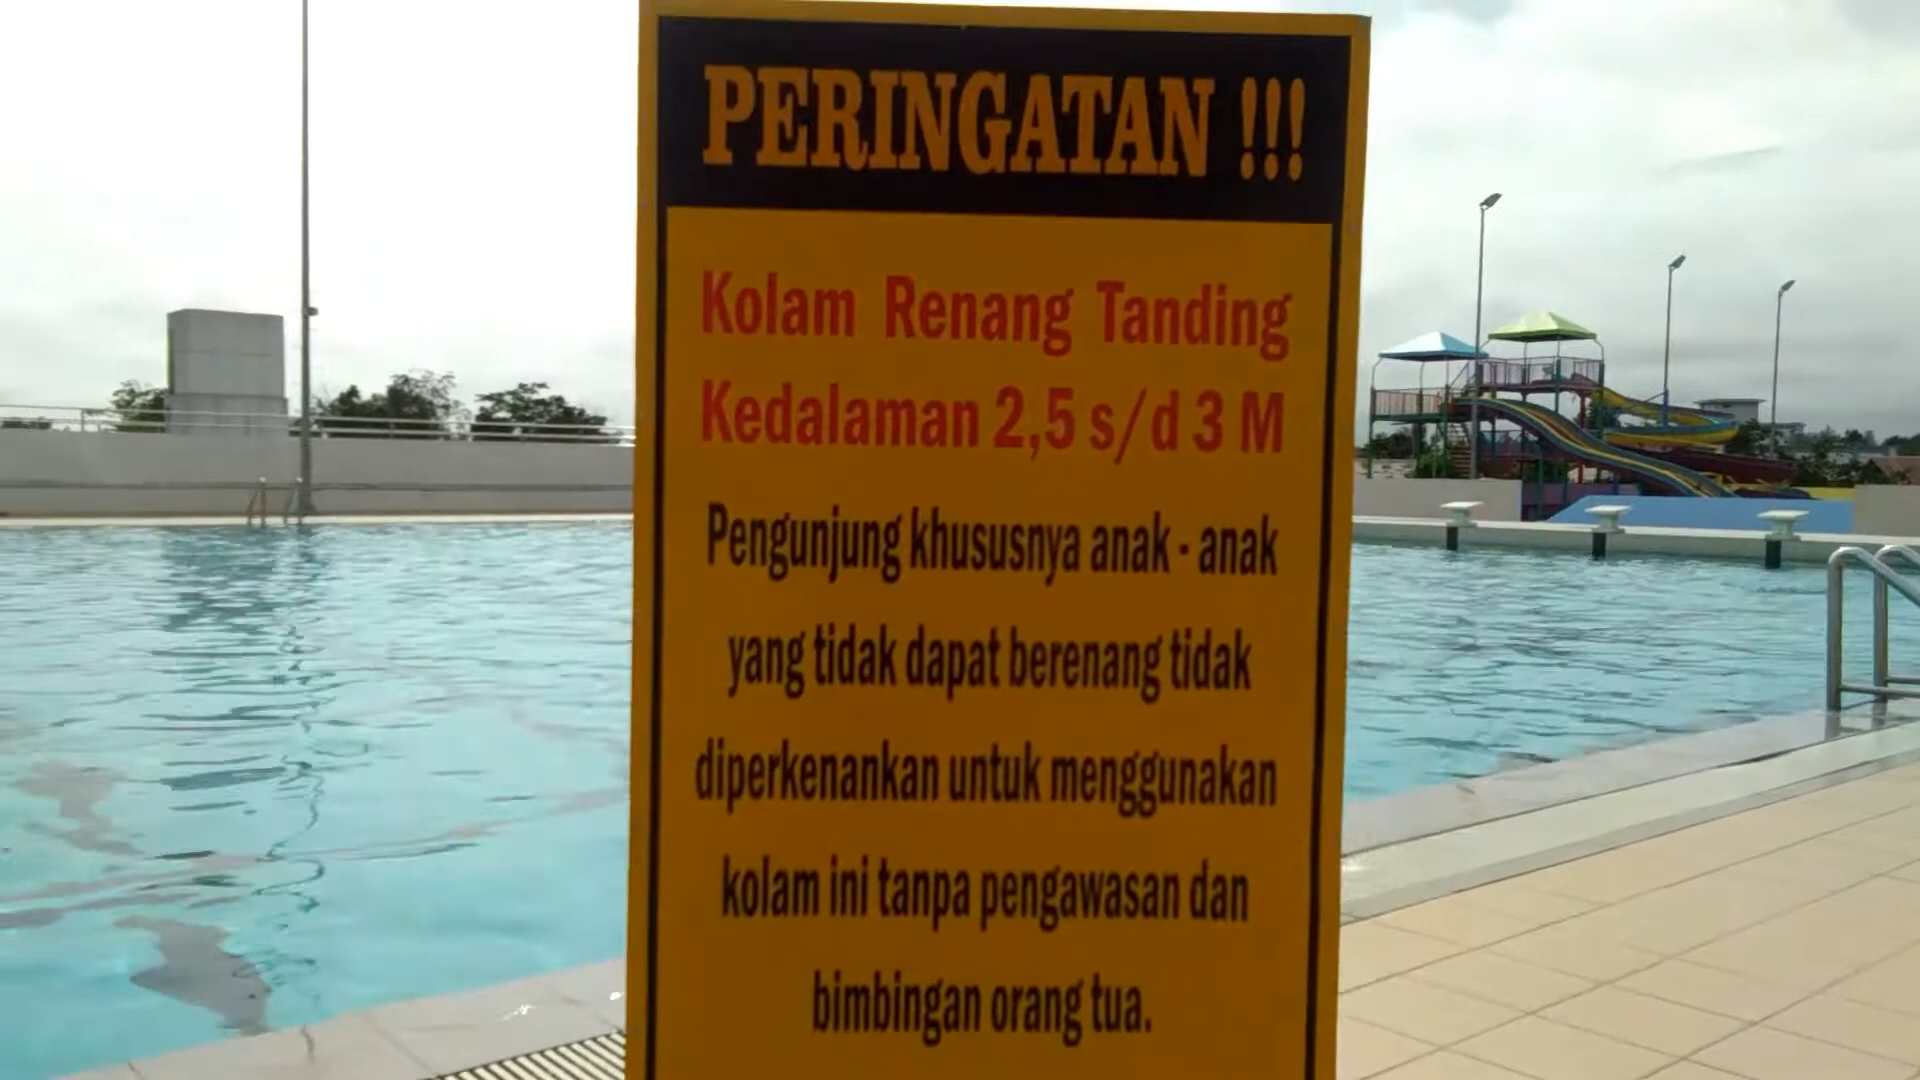 PERINGATAN !!!
Kolam Renang Tanding
Kedalaman 2,5 s/d 3 M
Pengunjung khususnya anak - anak
yang tidak dapat berenang tidak
diperkenankan untuk menggunakan
kolam ini tanpa pengawasan dan
bimbingan orang tua.